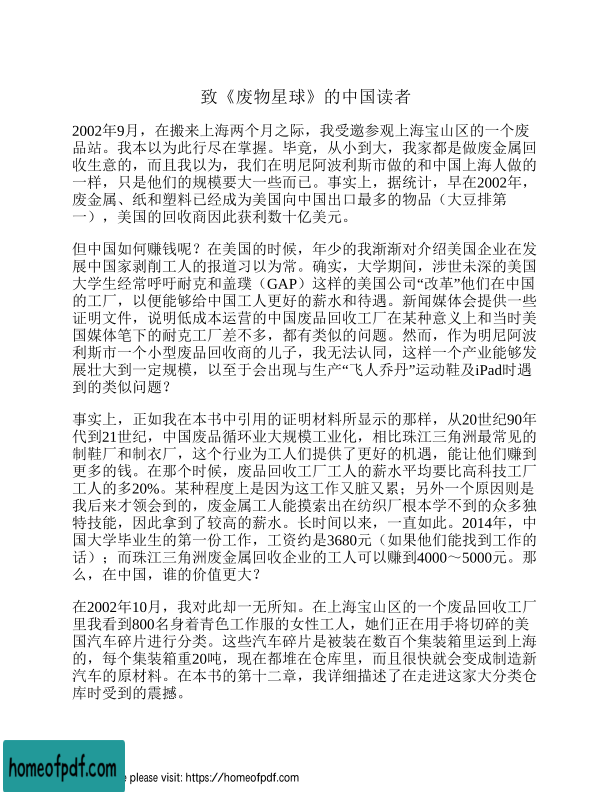 致《废物星球》的中国读者
2002年9月，在搬来上海两个月之际，我受邀参观上海宝山区的一个废
品站。我本以为此行尽在掌握。毕竟，从小到大，我家都是做废金属回
收生意的，而且我以为，我们在明尼阿波利斯市做的和中国上海人做的
一样，只是他们的规模要大一些而已。事实上，据统计，早在2002年，
废金属、纸和塑料已经成为美国向中国出口最多的物品（大豆排第
一），美国的回收商因此获利数十亿美元。
但中国如何赚钱呢？在美国的时候，年少的我渐渐对介绍美国企业在发
展中国家剥削工人的报道习以为常。确实，大学期间，涉世未深的美国
大学生经常呼吁耐克和盖璞（GAP）这样的美国公司“改革”他们在中国
的工厂，以便能够给中国工人更好的薪水和待遇。新闻媒体会提供一些
证明文件，说明低成本运营的中国废品回收工厂在某种意义上和当时美
国媒体笔下的耐克工厂差不多，都有类似的问题。然而，作为明尼阿波
利斯市一个小型废品回收商的儿子，我无法认同，这样一个产业能够发
展壮大到一定规模，以至于会出现与生产“飞人乔丹”运动鞋及iPad时遇
到的类似问题？
事实上，正如我在本书中引用的证明材料所显示的那样，从20世纪90年
代到21世纪，中国废品循环业大规模工业化，相比珠江三角洲最常见的
制鞋厂和制衣厂，这个行业为工人们提供了更好的机遇，能让他们赚到
更多的钱。在那个时候，废品回收工厂工人的薪水平均要比高科技工厂
工人的多20%。某种程度上是因为这工作又脏又累；另外一个原因则是
我后来才领会到的，废金属工人能摸索出在纺织厂根本学不到的众多独
特技能，因此拿到了较高的薪水。长时间以来，一直如此。2014年，中
国大学毕业生的第一份工作，工资约是3680元（如果他们能找到工作的
话）；而珠江三角洲废金属回收企业的工人可以赚到4000～5000元。那
么，在中国，谁的价值更大？
在2002年10月，我对此却一无所知。在上海宝山区的一个废品回收工厂
里我看到800名身着青色工作服的女性工人，她们正在用手将切碎的美
国汽车碎片进行分类。这些汽车碎片是被装在数百个集装箱里运到上海
的，每个集装箱重20吨，现在都堆在仓库里，而且很快就会变成制造新
汽车的原材料。在本书的第十二章，我详细描述了在走进这家大分类仓
库时受到的震撼。
homeofpdf.com
e please visit: https://homeofpdf.com